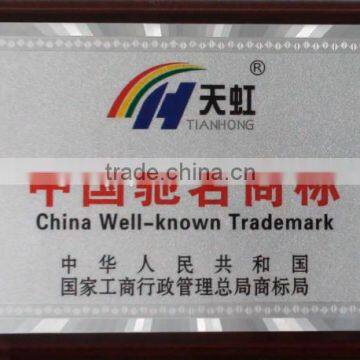 天虹®
TIANHONG
trade.china.cn
中国驰名商标
China Well-known Trademark
中华人民共和国
国家工商行政管理总局商标局